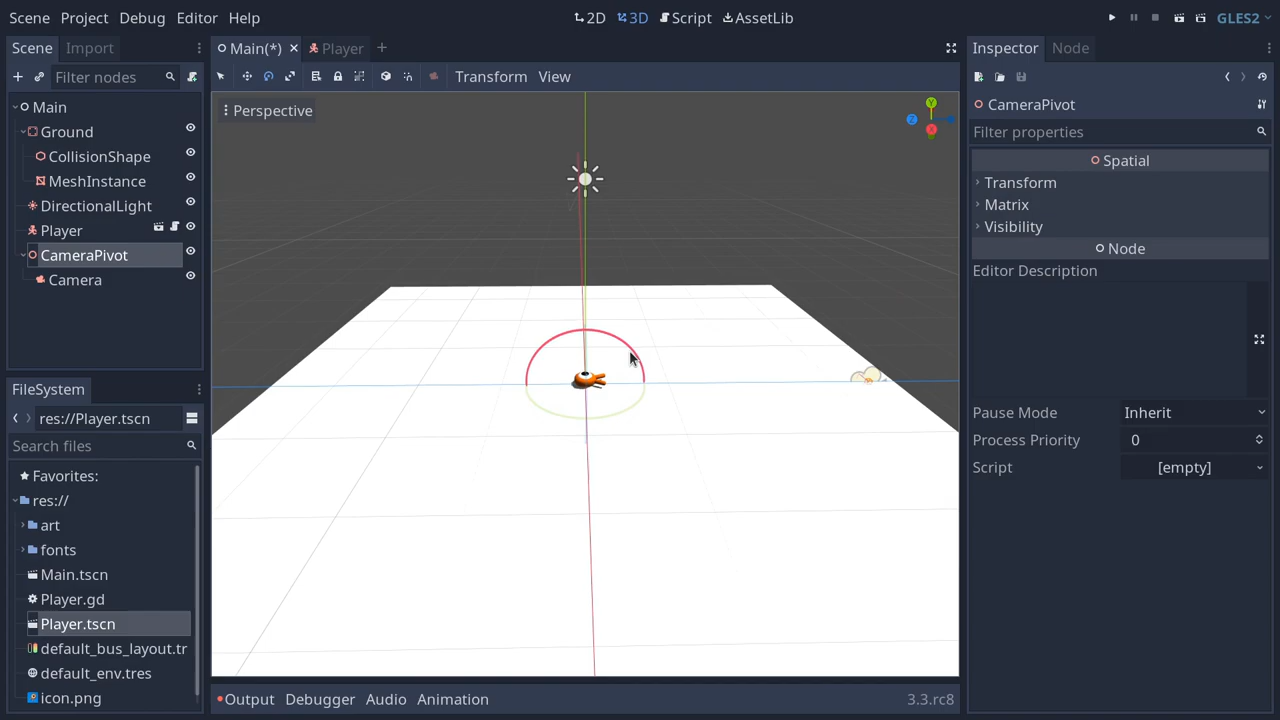 Scene Project Debug Editor Help
2D 3D Script AssetLib
GLES2
Scene Import
Filter nodes
Main
Ground
CollisionShape
MeshInstance
DirectionalLight
Player
CameraPivot
Camera
FileSystem
res://Player.tscn
Search files
Favorites:
res://
art
fonts
Main.tscn
Player.gd
Player.tscn
default_bus_layout.tr
default_env.tres
icon.png
Main(*) Player
Transform View
Perspective
Y
Z
X
Output Debugger Audio Animation
3.3.rc8
Inspector Node
CameraPivot
Filter properties
Spatial
Transform
Matrix
Visibility
Node
Editor Description
Pause Mode Inherit
Process Priority 0
Script [empty]